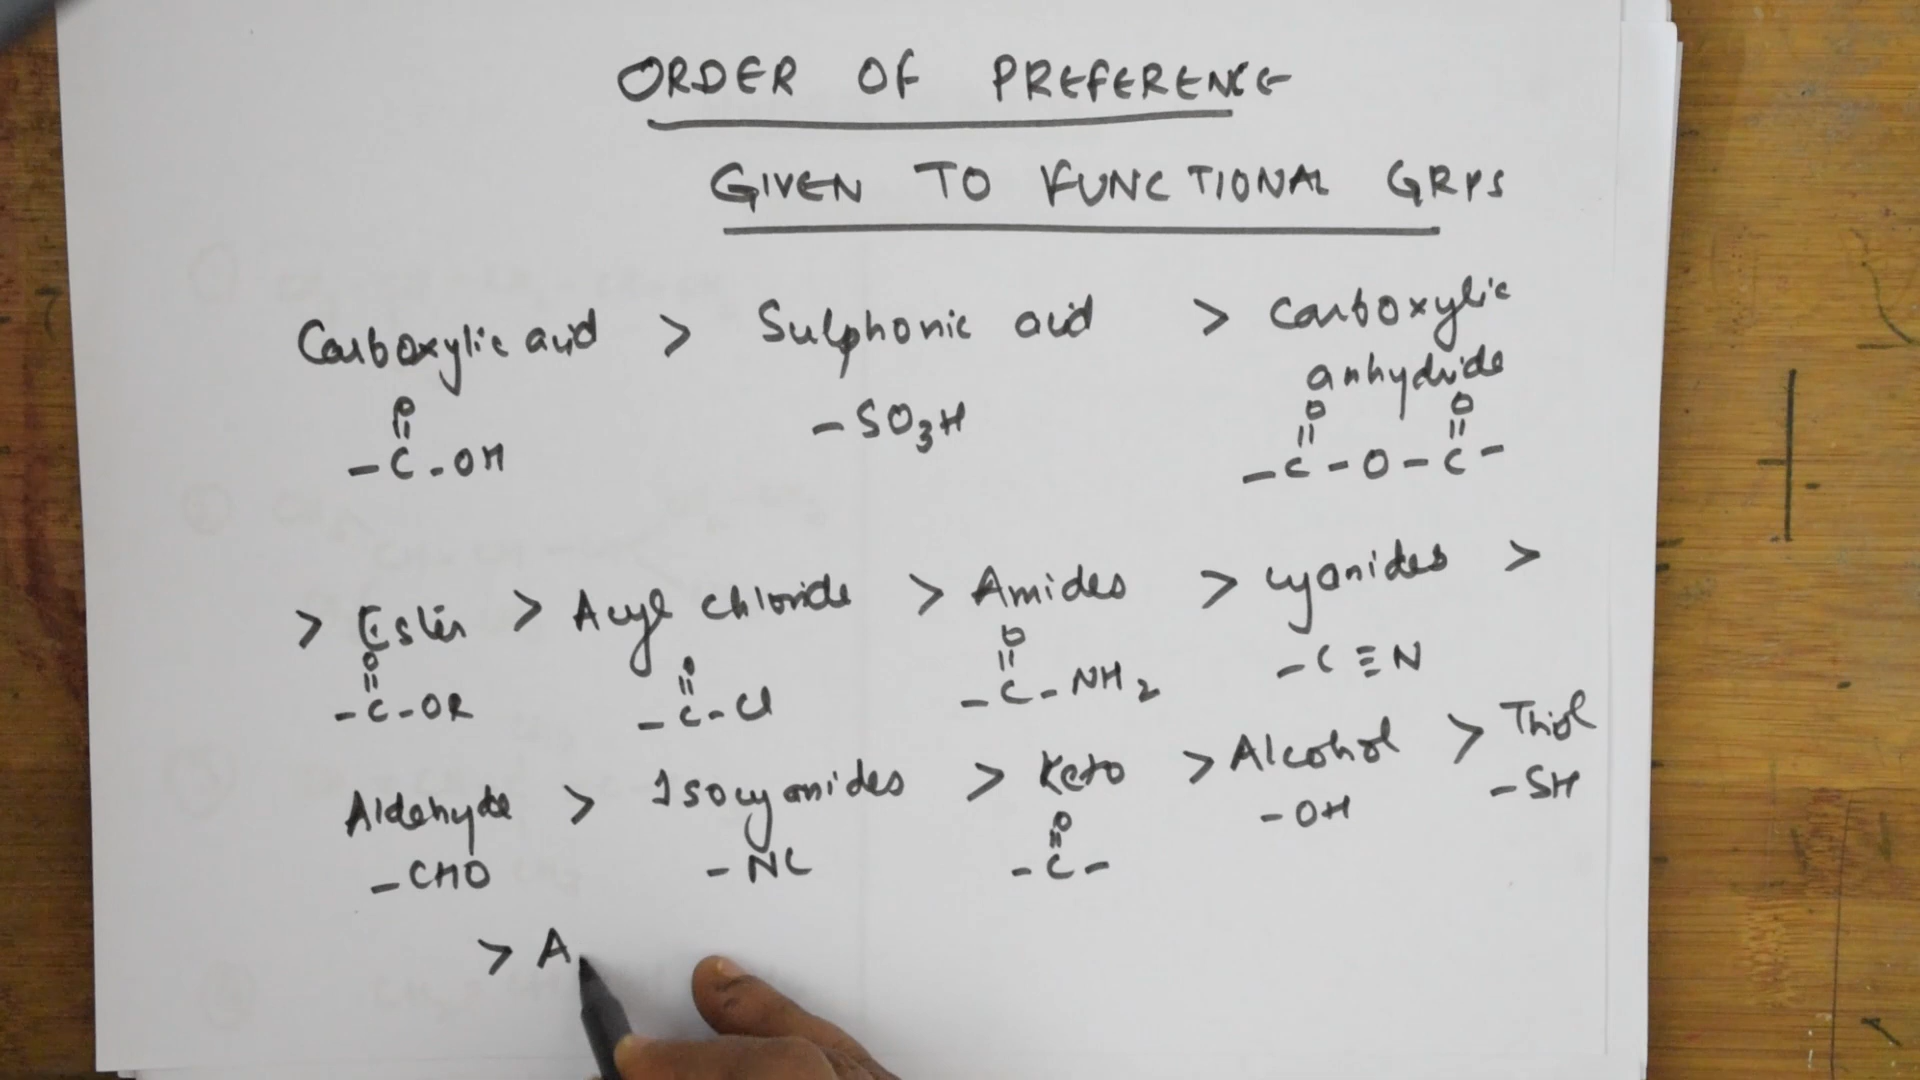 ORDER OF PREFERENCE
GIVEN TO FUNCTIONAL GRPS
Carboxylic acid > Sulphonic acid > Carboxylic
anhydride
O O O
|| || ||
-C-OH -SO3H -C-O-C-
> Ester > Acyl chloride > Amides > cyanides >
O O O
|| || ||
-C-OR -C-Cl -C-NH2 -C≡N
Aldehyde > Isocyanides > Keto > Alcohol > Thiol
O
||
-CHO -NC -C- -OH -SH
> A